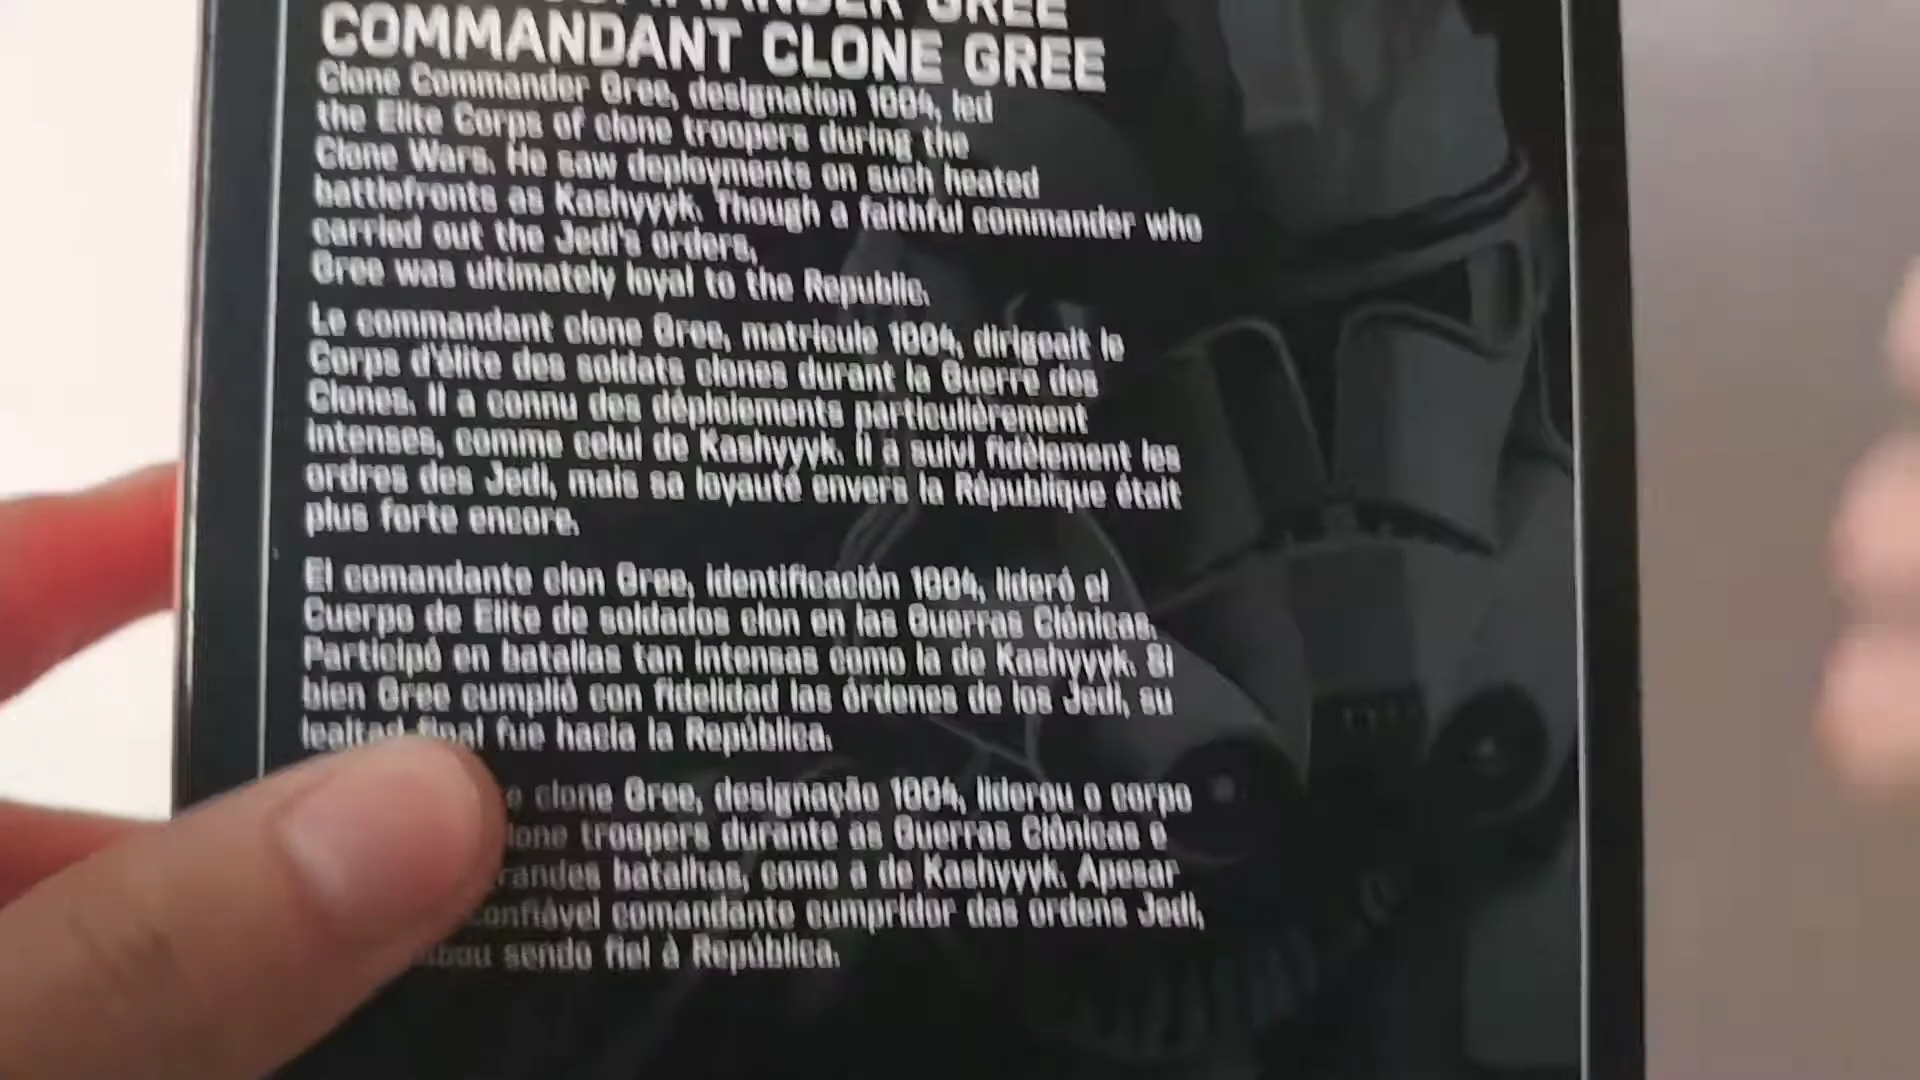 COMMANDER GREE
COMMANDANT CLONE GREE
Clone Commander Gree, designation 1004, led
the Elite Corps of clone troopers during the
Clone Wars. He saw deployments on such heated
battlefronts as Kashyyyk. Though a faithful commander who
carried out the Jedi's orders,
Gree was ultimately loyal to the Republic.
Le commandant clone Gree, matricule 1004, dirigeait le
Corps d'élite des soldats clones durant la Guerre des
Clones. Il a connu des déploiements particulièrement
intenses, comme celui de Kashyyyk. Il a suivi fidèlement les
ordres des Jedi, mais sa loyauté envers la République était
plus forte encore.
El comandante clon Gree, identificación 1004, lideró el
Cuerpo de Elite de soldados clon en las Guerras Clónicas.
Participó en batallas tan intensas como la de Kashyyyk. Si
bien Gree cumplió con fidelidad las órdenes de los Jedi, su
lealtad final fue hacia la República.
clone Gree, designação 1004, liderou o corpo
clone troopers durante as Guerras Clônicas e
grandes batalhas, como a de Kashyyyk. Apesar
confiável comandante cumpridor das ordens Jedi,
sendo fiel à República.